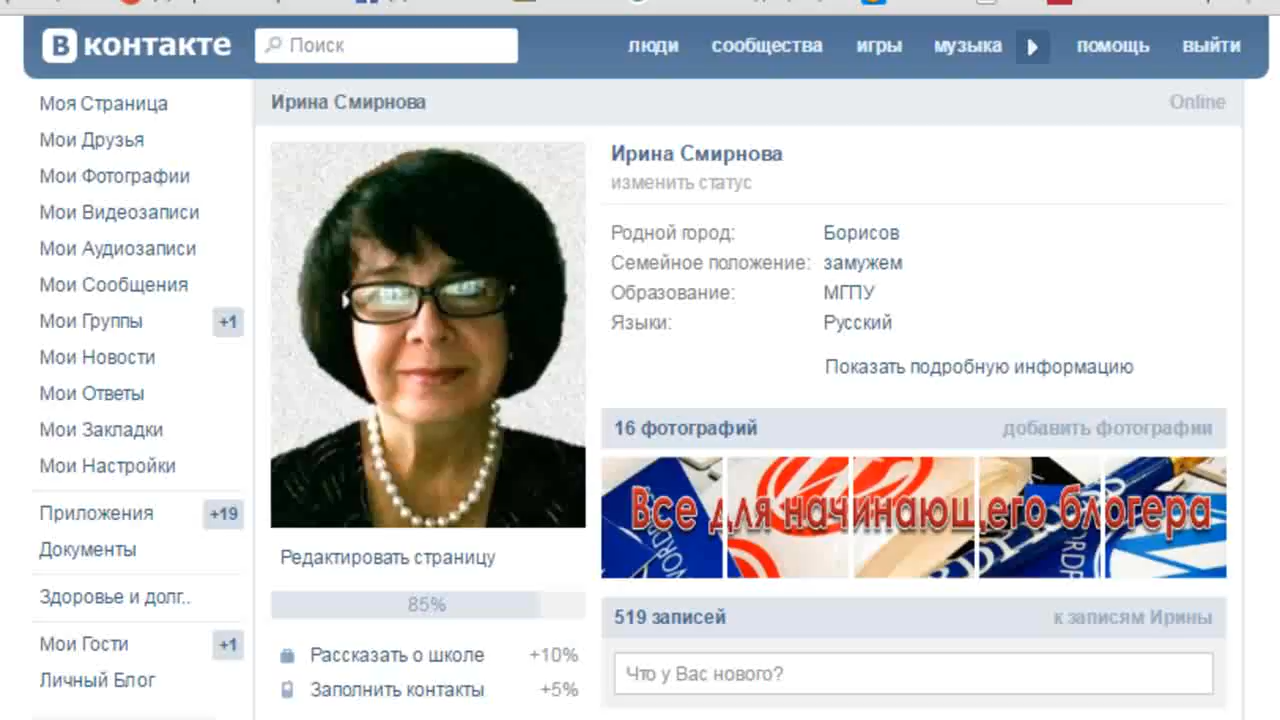 В контакте
Поиск
люди сообщества игры музыка помощь выйти
Моя Страница
Мои Друзья
Мои Фотографии
Мои Видеозаписи
Мои Аудиозаписи
Мои Сообщения
Мои Группы +1
Мои Новости
Мои Ответы
Мои Закладки
Мои Настройки
Приложения +19
Документы
Здоровье и долг..
Мои Гости +1
Личный Блог
Ирина Смирнова Online
Редактировать страницу
85%
Рассказать о школе +10%
Заполнить контакты +5%
Ирина Смирнова
изменить статус
Родной город: Борисов
Семейное положение: замужем
Образование: МГПУ
Языки: Русский
Показать подробную информацию
16 фотографий добавить фотографии
Все для начинающего блогера
519 записей к записям Ирины
Что у Вас нового?